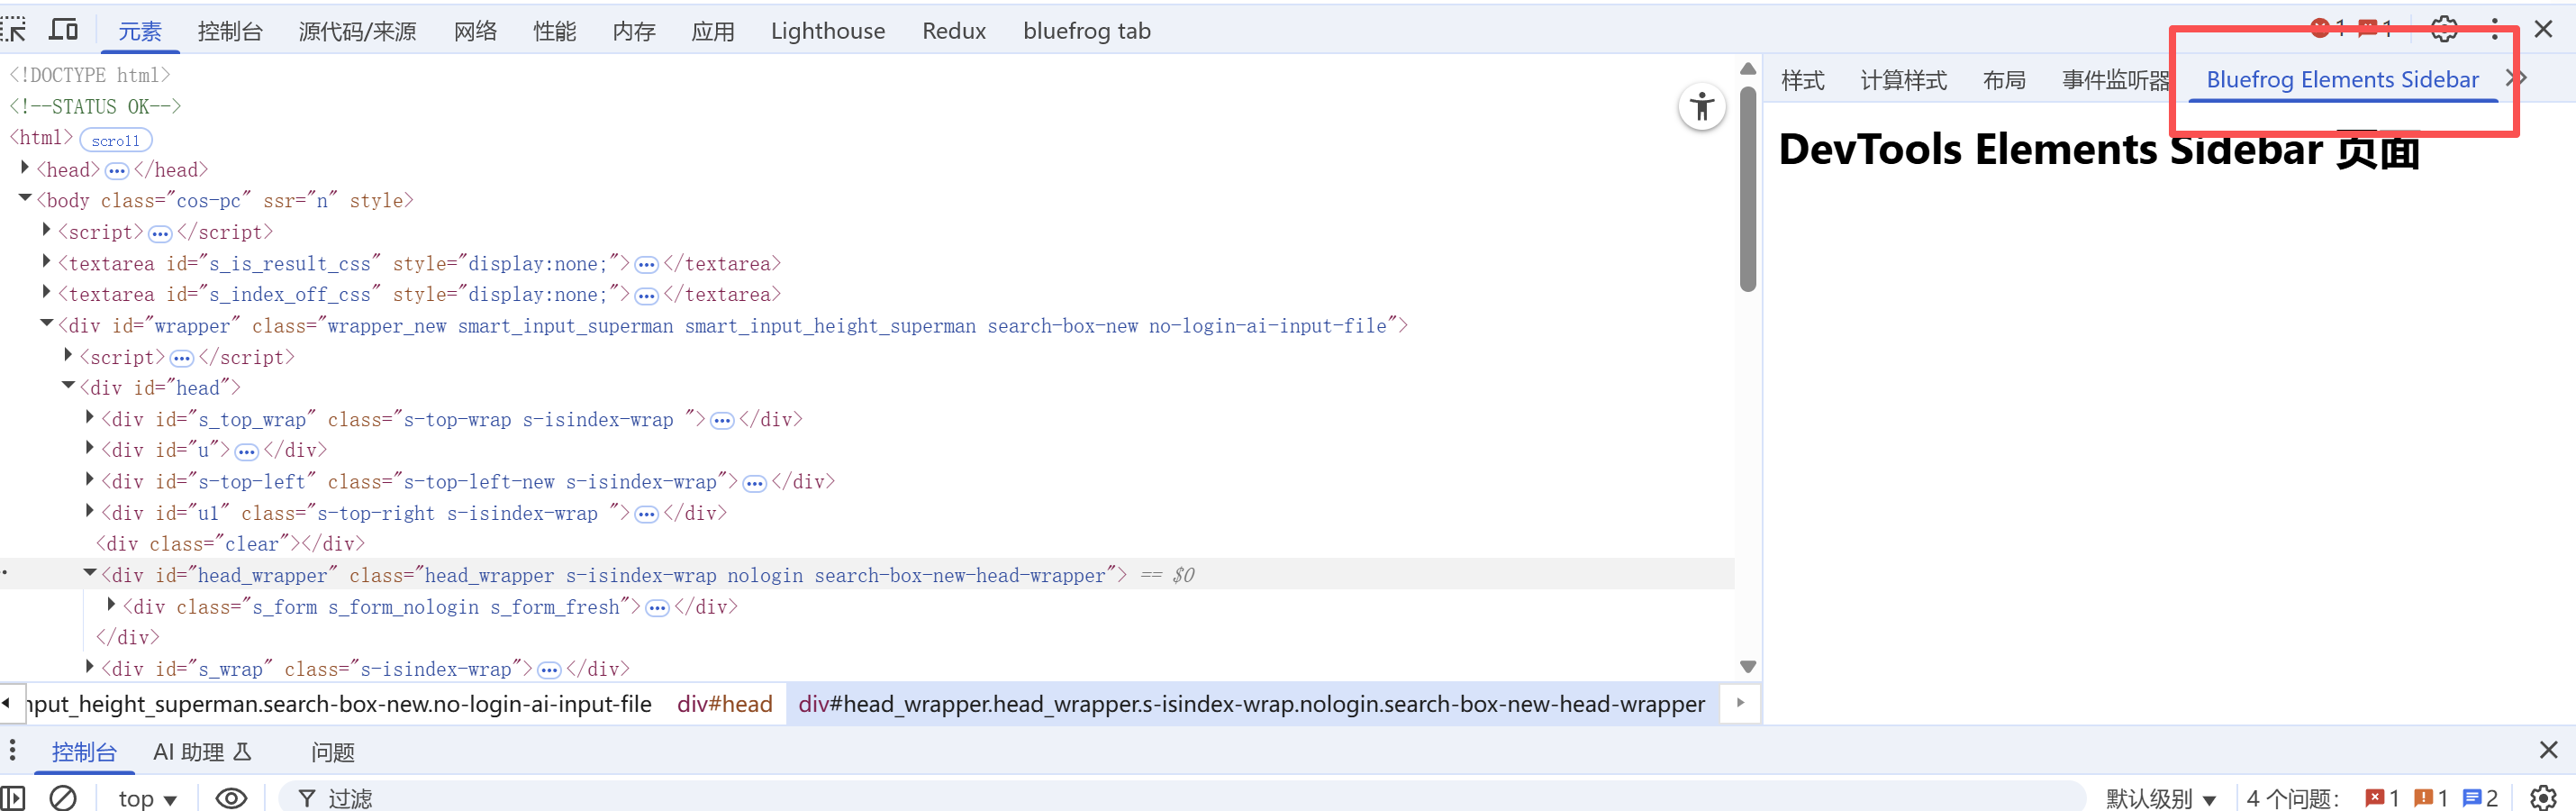 元素 控制台 源代码/来源 网络 性能 内存 应用 Lighthouse Redux bluefrog tab 1 1
<!DOCTYPE html>
<!--STATUS OK-->
<html> scroll
<head> ••• </head>
<body class="cos-pc" ssr="n" style>
<script> ••• </script>
<textarea id="s_is_result_css" style="display:none;"> ••• </textarea>
<textarea id="s_index_off_css" style="display:none;"> ••• </textarea>
<div id="wrapper" class="wrapper_new smart_input_superman smart_input_height_superman search-box-new no-login-ai-input-file">
<script> ••• </script>
<div id="head">
<div id="s_top_wrap" class="s-top-wrap s-isindex-wrap "> ••• </div>
<div id="u"> ••• </div>
<div id="s-top-left" class="s-top-left-new s-isindex-wrap"> ••• </div>
<div id="u1" class="s-top-right s-isindex-wrap "> ••• </div>
<div class="clear"></div>
<div id="head_wrapper" class="head_wrapper s-isindex-wrap nologin search-box-new-head-wrapper"> == $0
<div class="s_form s_form_nologin s_form_fresh"> ••• </div>
</div>
<div id="s_wrap" class="s-isindex-wrap"> ••• </div>
input_height_superman.search-box-new.no-login-ai-input-file div#head div#head_wrapper.head_wrapper.s-isindex-wrap.nologin.search-box-new-head-wrapper
样式 计算样式 布局 事件监听器 Bluefrog Elements Sidebar
DevTools Elements Sidebar 页面
控制台 AI 助理 问题
top 过滤 默认级别 4 个问题: 1 1 2